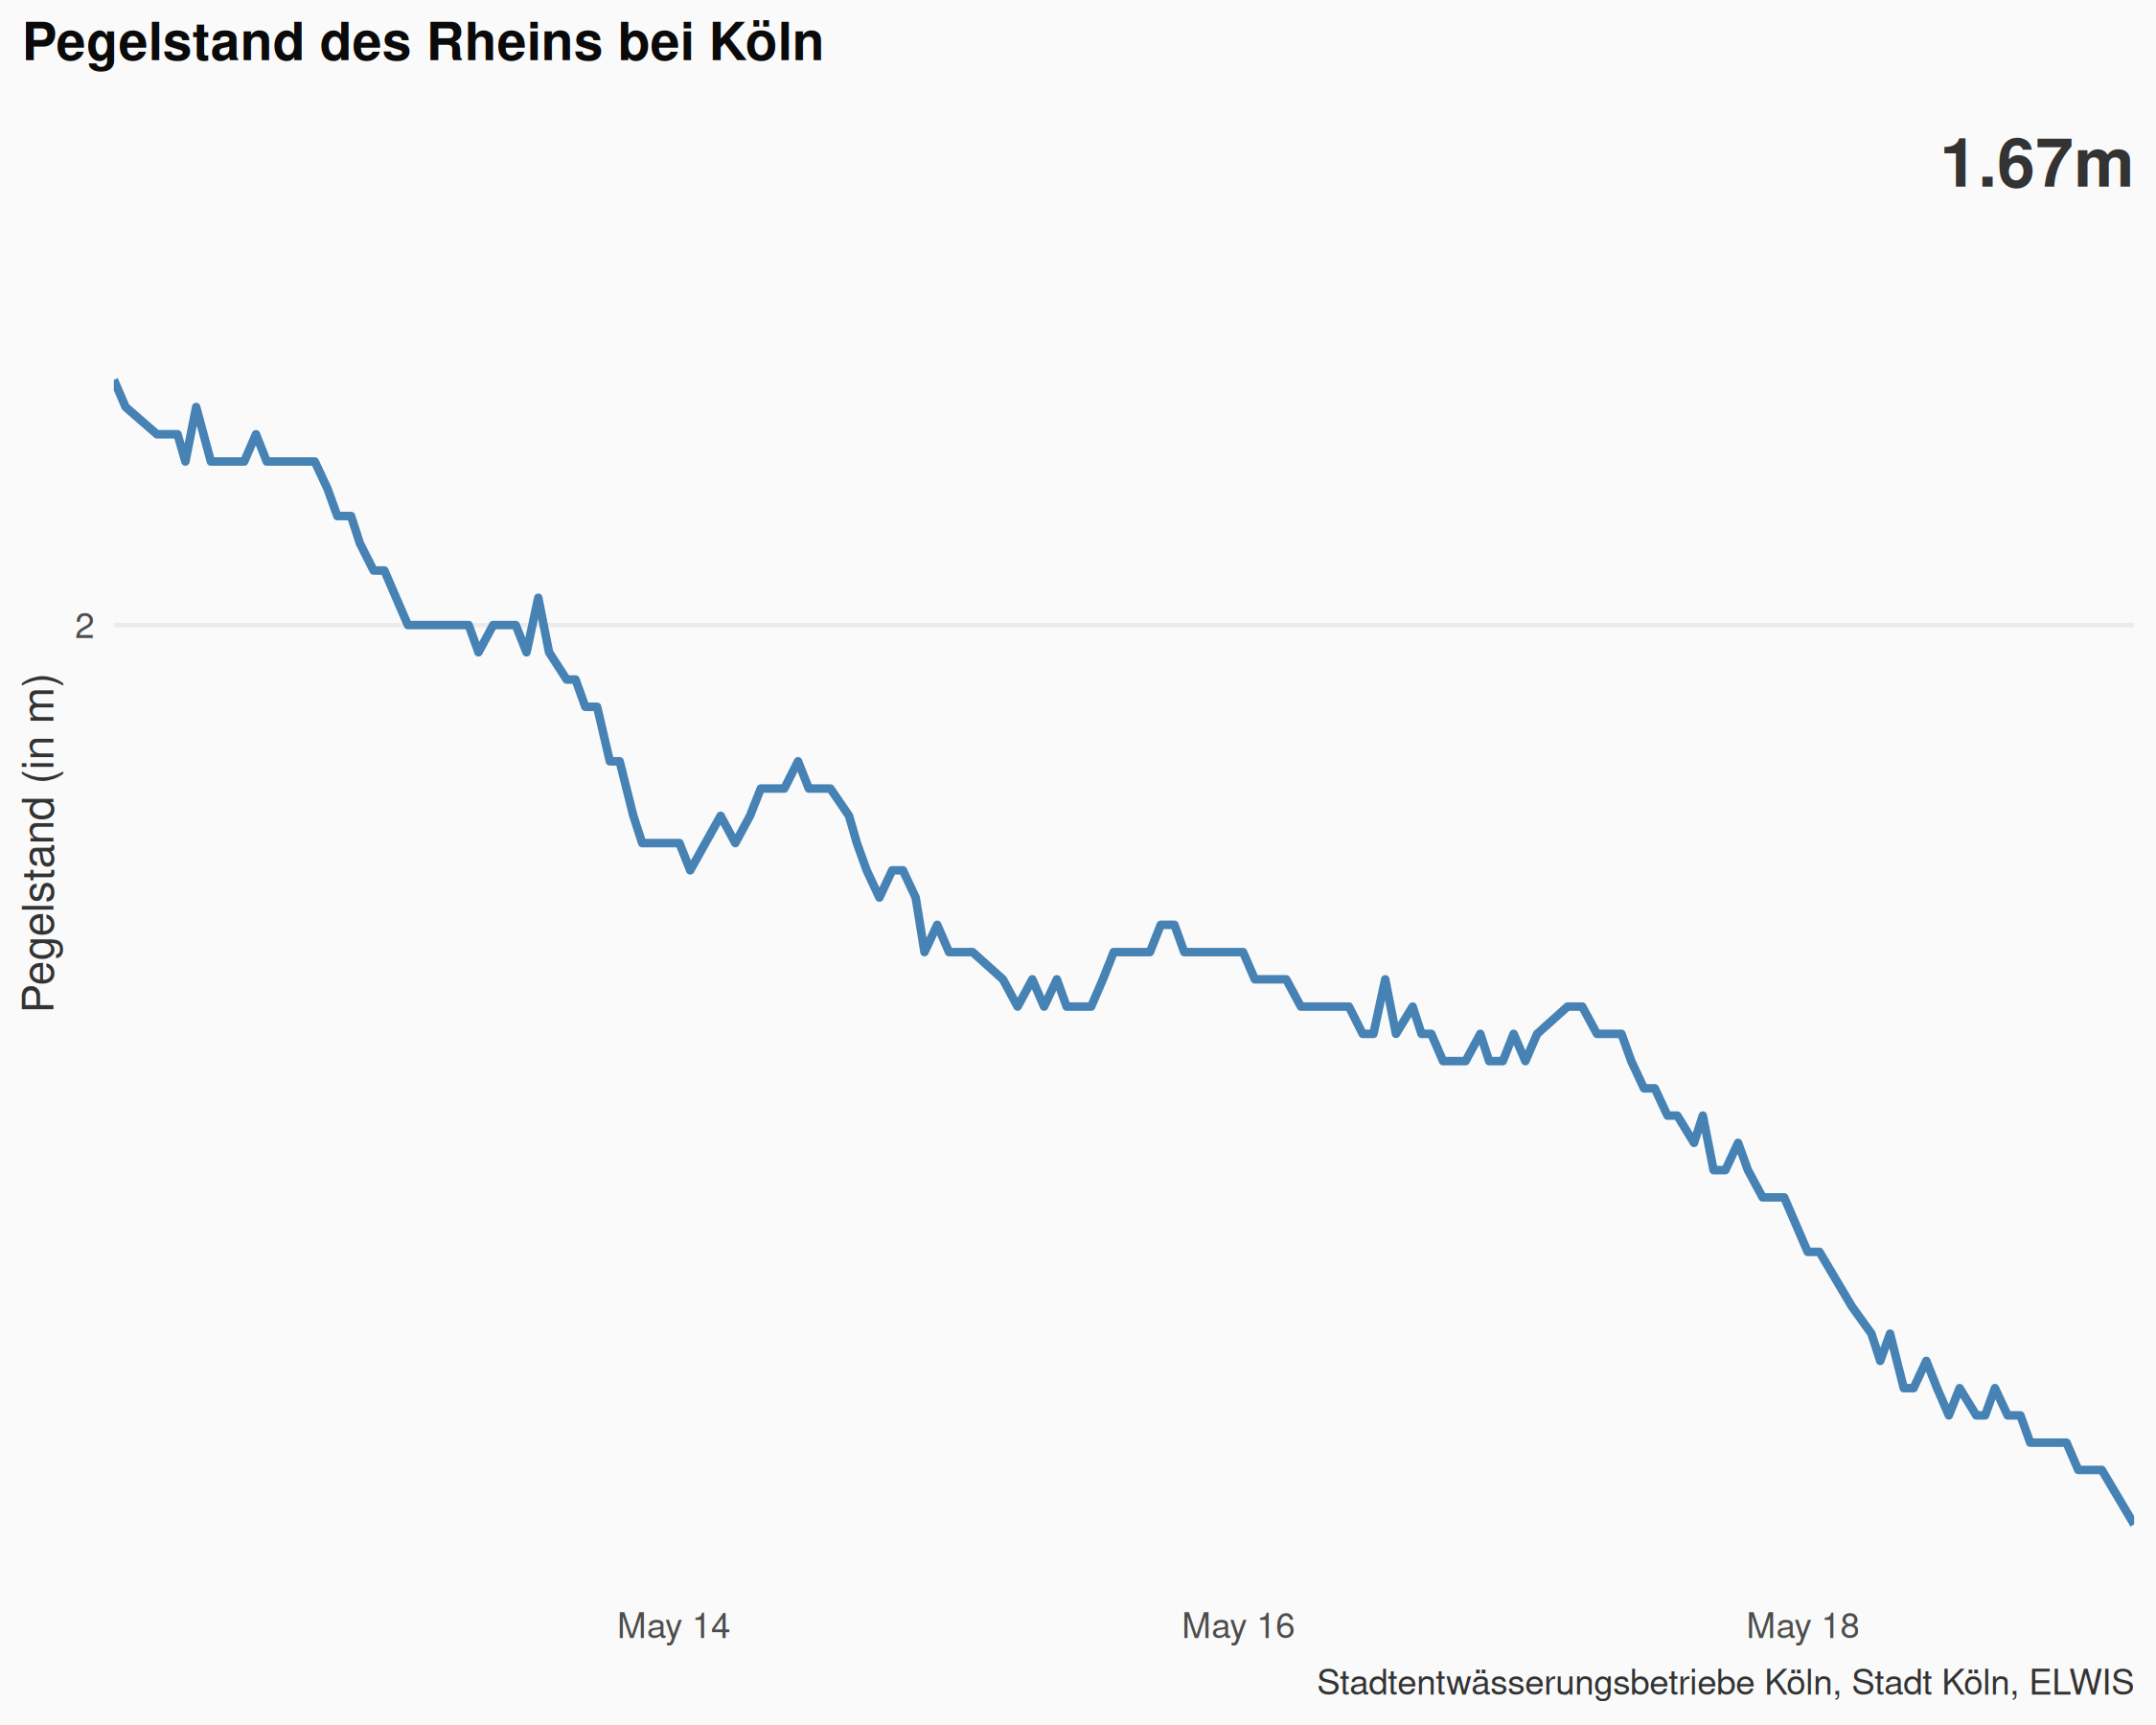 Pegelstand des Rheins bei Köln
1.67m
2
Pegelstand (in m)
May 14
May 16
May 18
Stadtentwässerungsbetriebe Köln, Stadt Köln, ELWIS